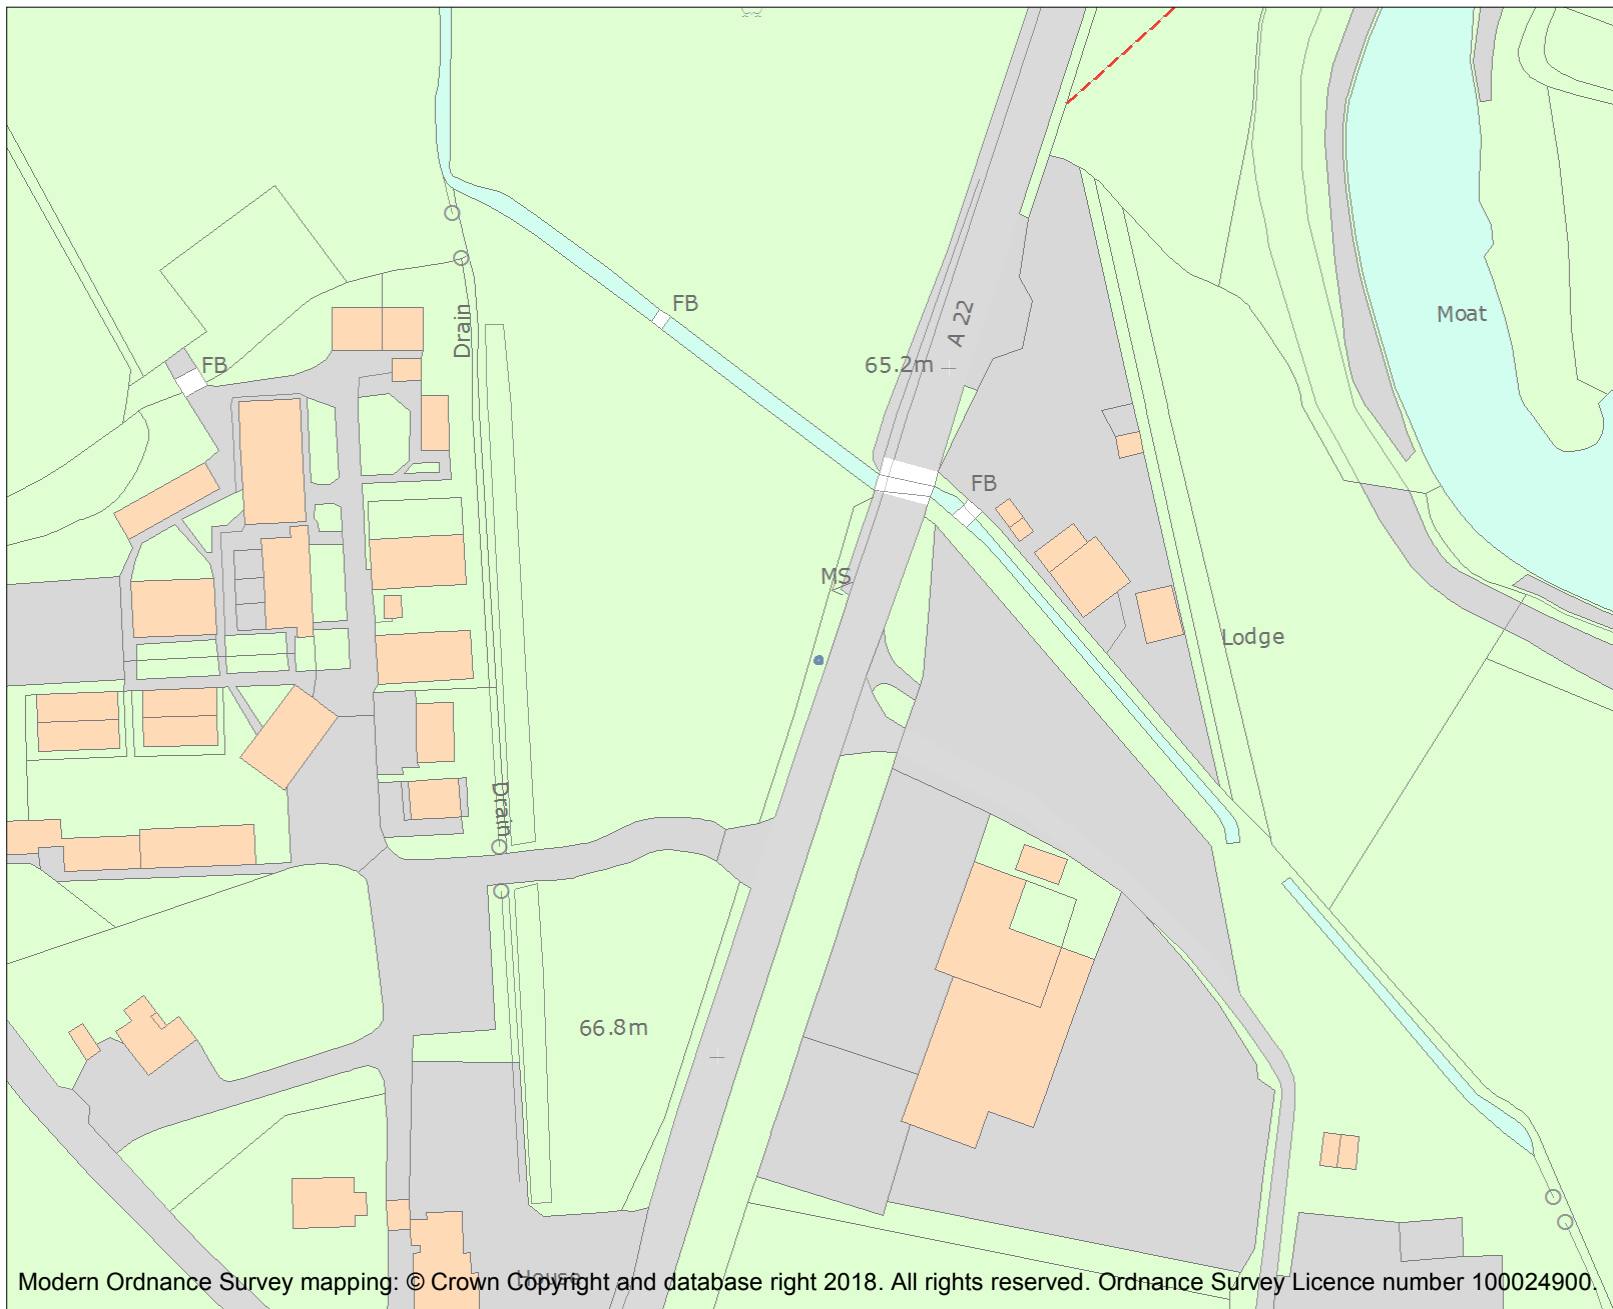 FB
Drain
A 22
Moat
FB
65.2m
FB
MS
Lodge
Drain
66.8m
House
Modern Ordnance Survey mapping: © Crown Copyright and database right 2018. All rights reserved. Ordnance Survey Licence number 100024900.